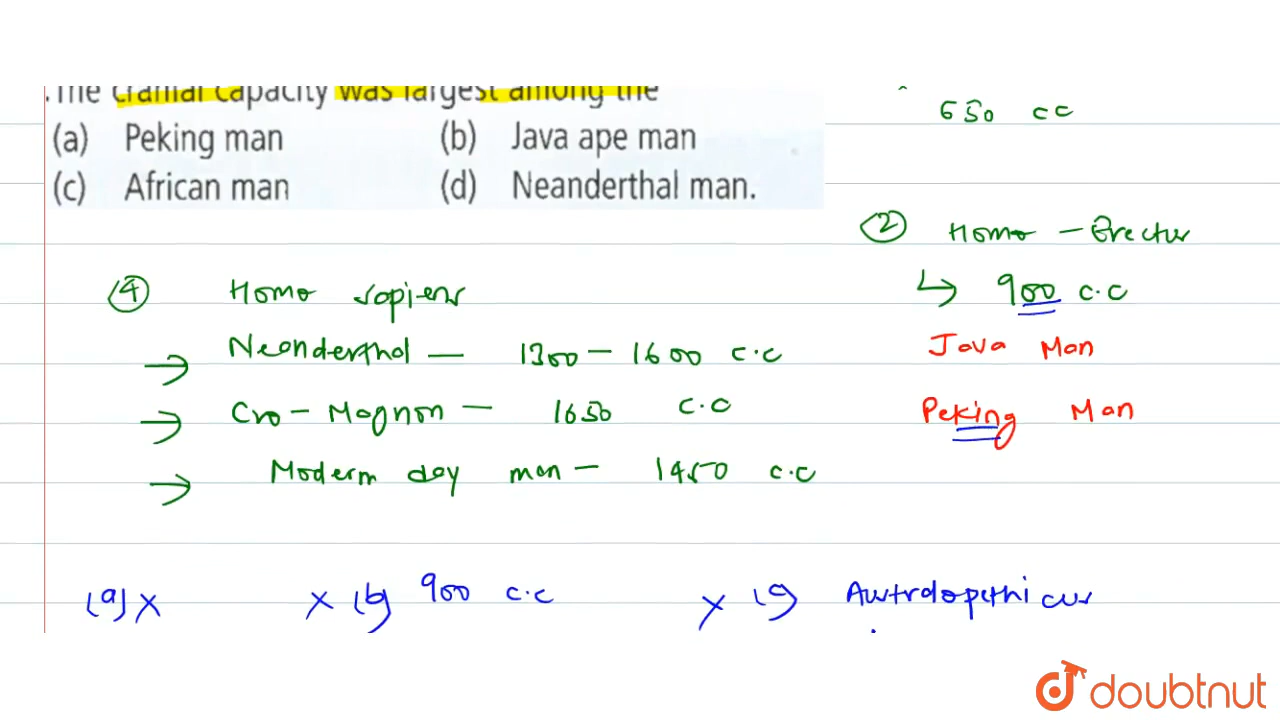 .The cranial capacity was largest among the
(a) Peking man (b) Java ape man
(c) African man (d) Neanderthal man.
650 cc
② Homo - Erectus
↳ 900 c.c
Java Man
Peking Man
④ Homo sapiens
→ Neanderthal — 1300 - 1600 c.c
→ Cro - Magnon — 1650 c.c
→ Moderm day man — 1450 c.c
(a) x x (b) 900 c.c x (c) Austrolopethicus
doubtnut